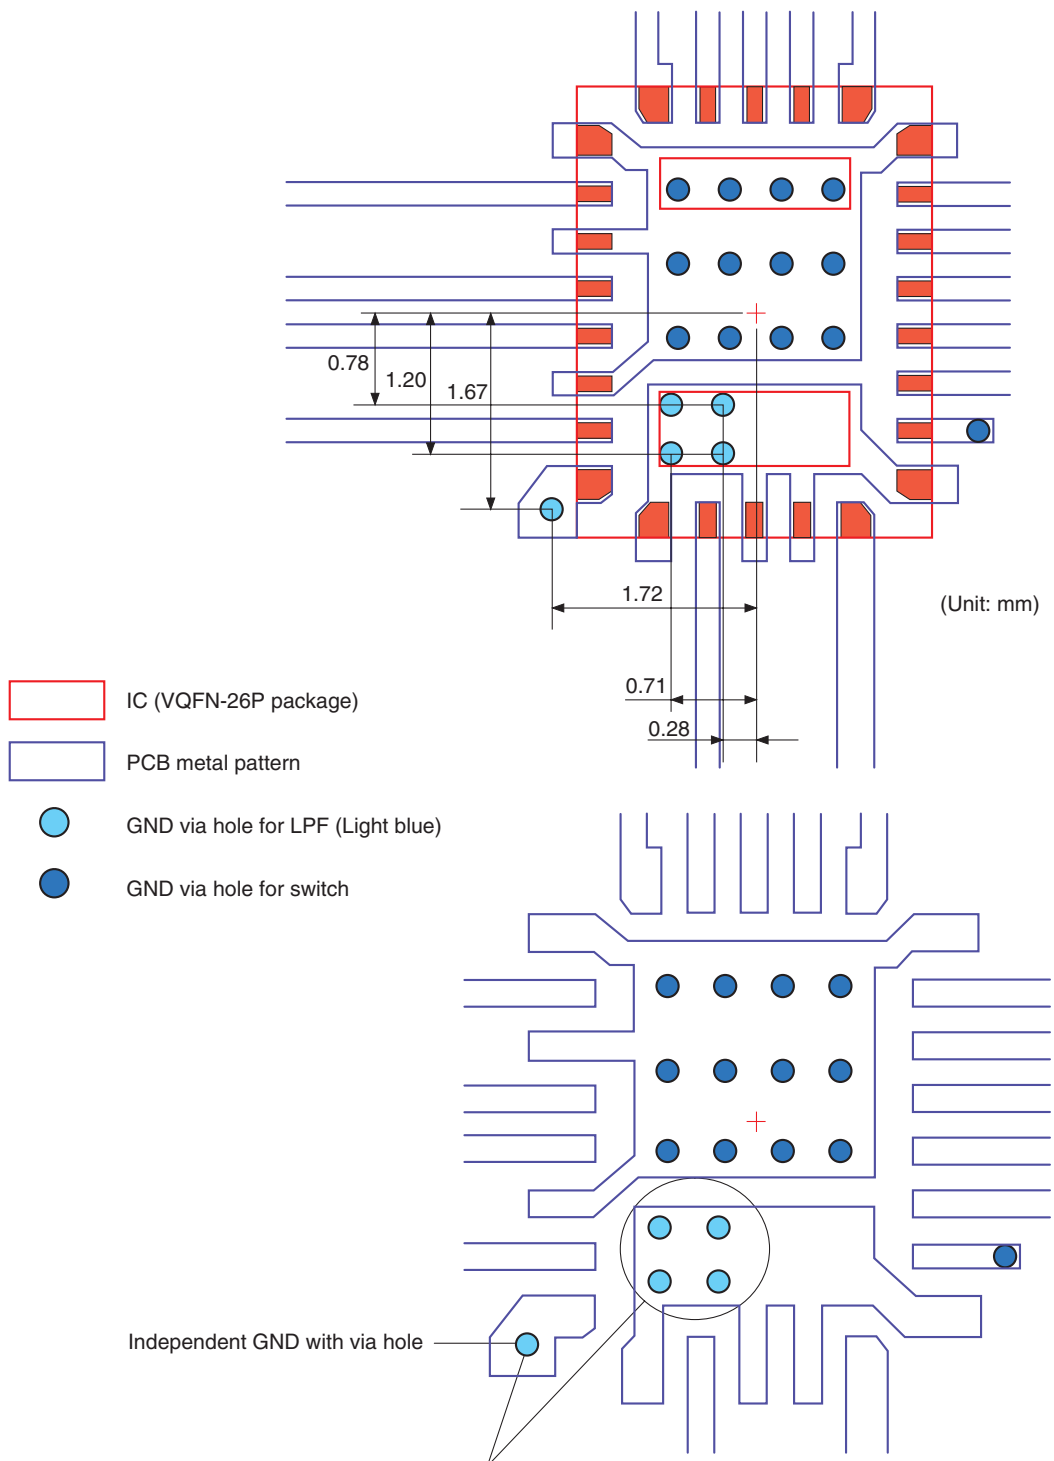 0.78
1.20
1.67
1.72
(Unit: mm)
0.71
0.28
IC (VQFN-26P package)
PCB metal pattern
GND via hole for LPF (Light blue)
GND via hole for switch
Independent GND with via hole